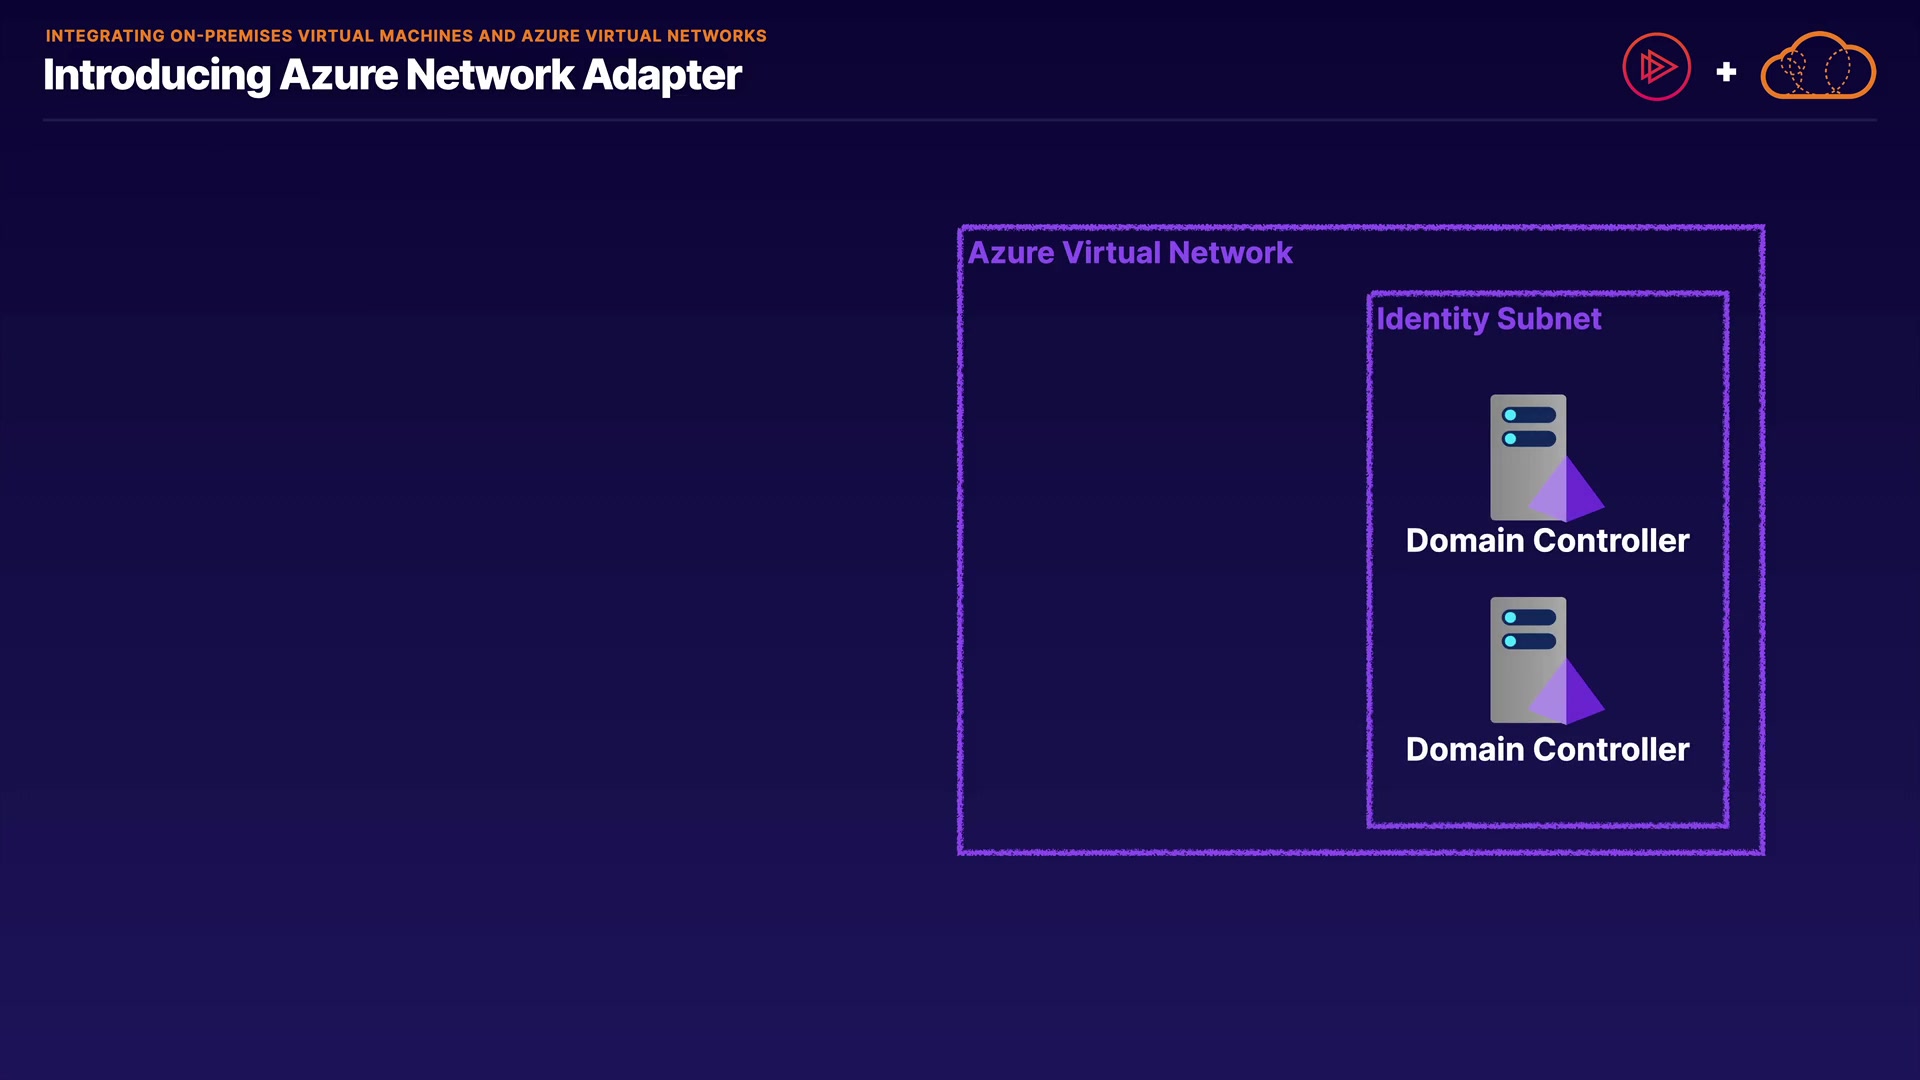 INTEGRATING ON-PREMISES VIRTUAL MACHINES AND AZURE VIRTUAL NETWORKS
Introducing Azure Network Adapter
Azure Virtual Network
Identity Subnet
Domain Controller
Domain Controller